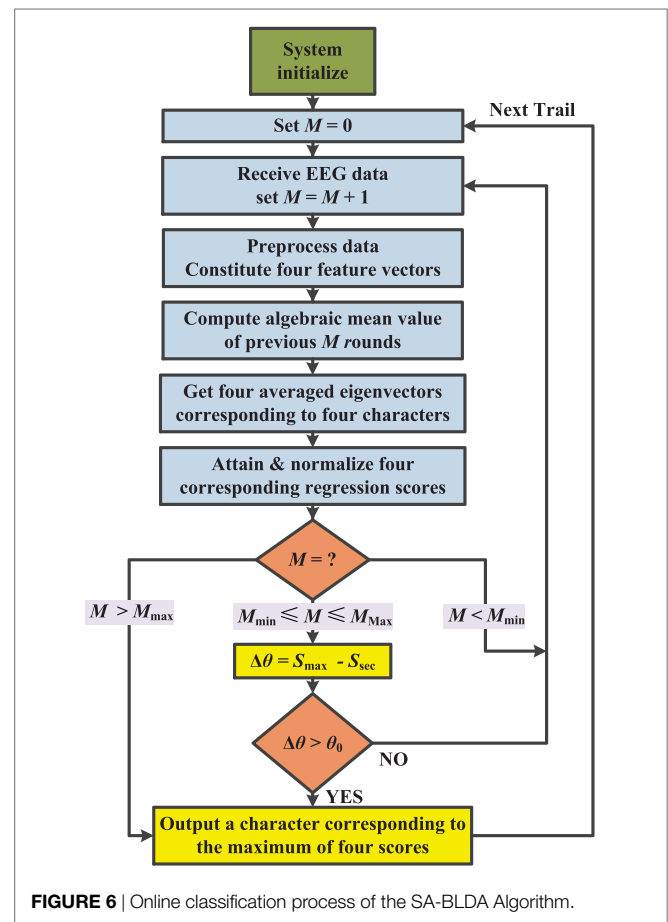 System
initialize
Next Trail
Set M = 0
Receive EEG data
set M = M + 1
Preprocess data
Constitute four feature vectors
Compute algebraic mean value
of previous M rounds
Get four averaged eigenvectors
corresponding to four characters
Attain & normalize four
corresponding regression scores
M = ?
M > Mmax
Mmin ≤ M ≤ MMax
M < Mmin
Δθ = Smax - Ssec
Δθ > θ0
NO
YES
Output a character corresponding to
the maximum of four scores
FIGURE 6 | Online classification process of the SA-BLDA Algorithm.